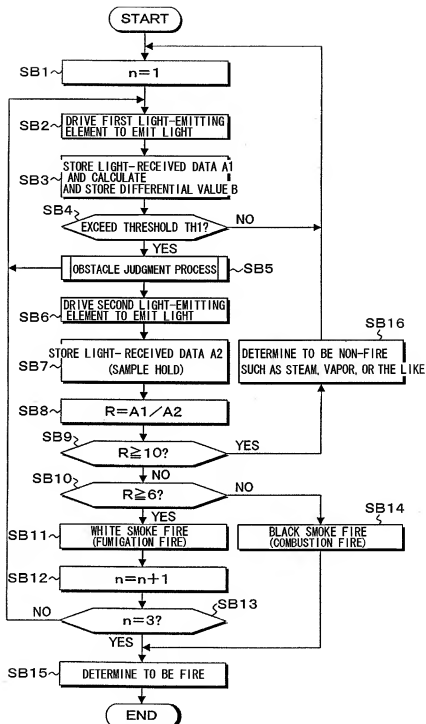 START
SB1
n=1
SB2
DRIVE FIRST LIGHT-EMITTING
ELEMENT TO EMIT LIGHT
SB3
STORE LIGHT-RECEIVED DATA A1
AND CALCULATE
AND STORE DIFFERENTIAL VALUE B
SB4
EXCEED THRESHOLD TH1?
NO
YES
OBSTACLE JUDGMENT PROCESS
SB5
SB6
DRIVE SECOND LIGHT-EMITTING
ELEMENT TO EMIT LIGHT
SB7
STORE LIGHT-RECEIVED DATA A2
(SAMPLE HOLD)
SB16
DETERMINE TO BE NON-FIRE
SUCH AS STEAM, VAPOR, OR THE LIKE
SB8
R=A1/A2
SB9
R≧10?
YES
NO
SB10
R≧6?
NO
YES
SB14
BLACK SMOKE FIRE
(COMBUSTION FIRE)
SB11
WHITE SMOKE FIRE
(FUMIGATION FIRE)
SB12
n=n+1
SB13
NO
n=3?
YES
SB15
DETERMINE TO BE FIRE
END